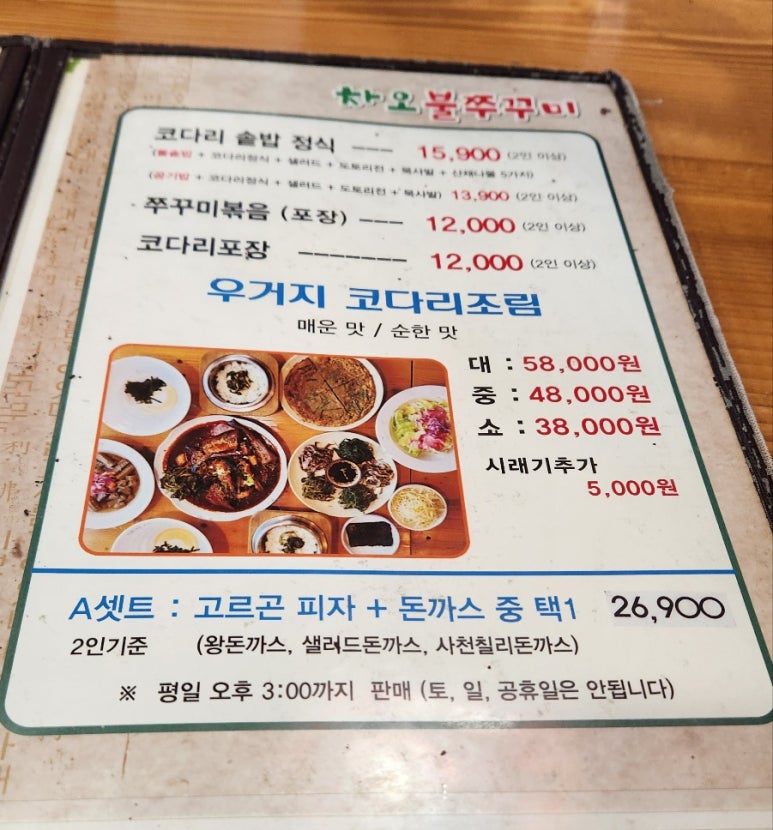 차오불쭈꾸미
코다리 솥밥 정식 --- 15,900 (2인 이상)
(돌솥밥 + 코다리정식 + 샐러드 + 도토리전 + 묵사발 + 산채나물 5가지)
(공기밥 + 코다리정식 + 샐러드 + 도토리전 + 묵사발) 13,900 (2인 이상)
쭈꾸미볶음 (포장) --- 12,000 (2인 이상)
코다리포장 ------- 12,000 (2인 이상)
우거지 코다리조림
매운 맛 / 순한 맛
대 : 58,000원
중 : 48,000원
소 : 38,000원
시래기추가
5,000원
A셋트 : 고르곤 피자 + 돈까스 중 택1 26,900
2인기준 (왕돈까스, 샐러드돈까스, 사천칠리돈까스)
※ 평일 오후 3:00까지 판매 (토, 일, 공휴일은 안됩니다)